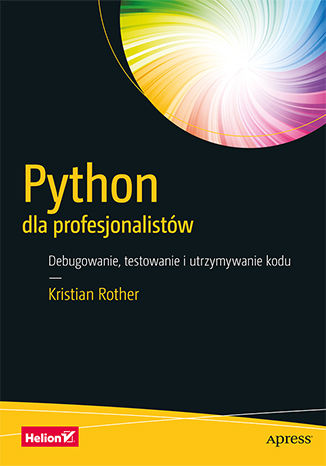 Python
dla profesjonalistów
Debugowanie, testowanie i utrzymywanie kodu
Kristian Rother
Helion
Apress®